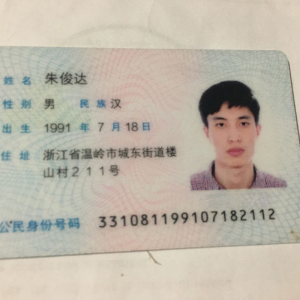 姓名 朱俊达
性别 男 民族 汉
出生 1991 年 7 月 18 日
住址 浙江省温岭市城东街道楼
山村211号
公民身份号码 331081199107182112